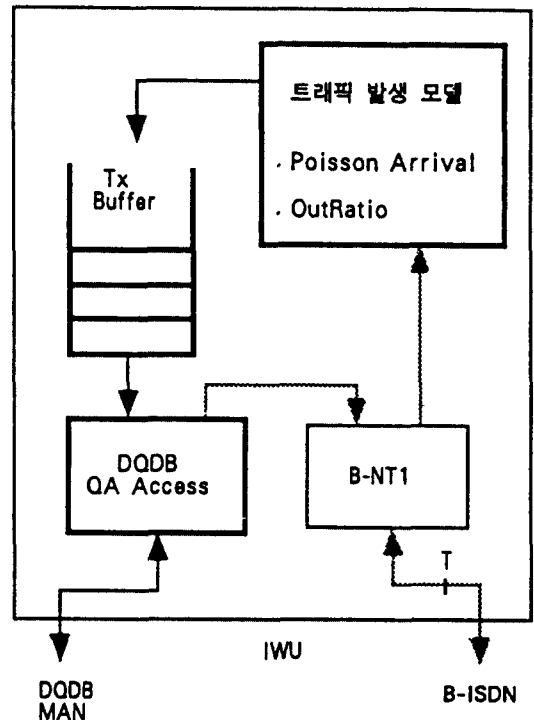 트래픽 발생 모델
. Poisson Arrival
. OutRatio
Tx
Buffer
DQDB
QA Access
B-NT1
T
IWU
DQDB
MAN
B-ISDN